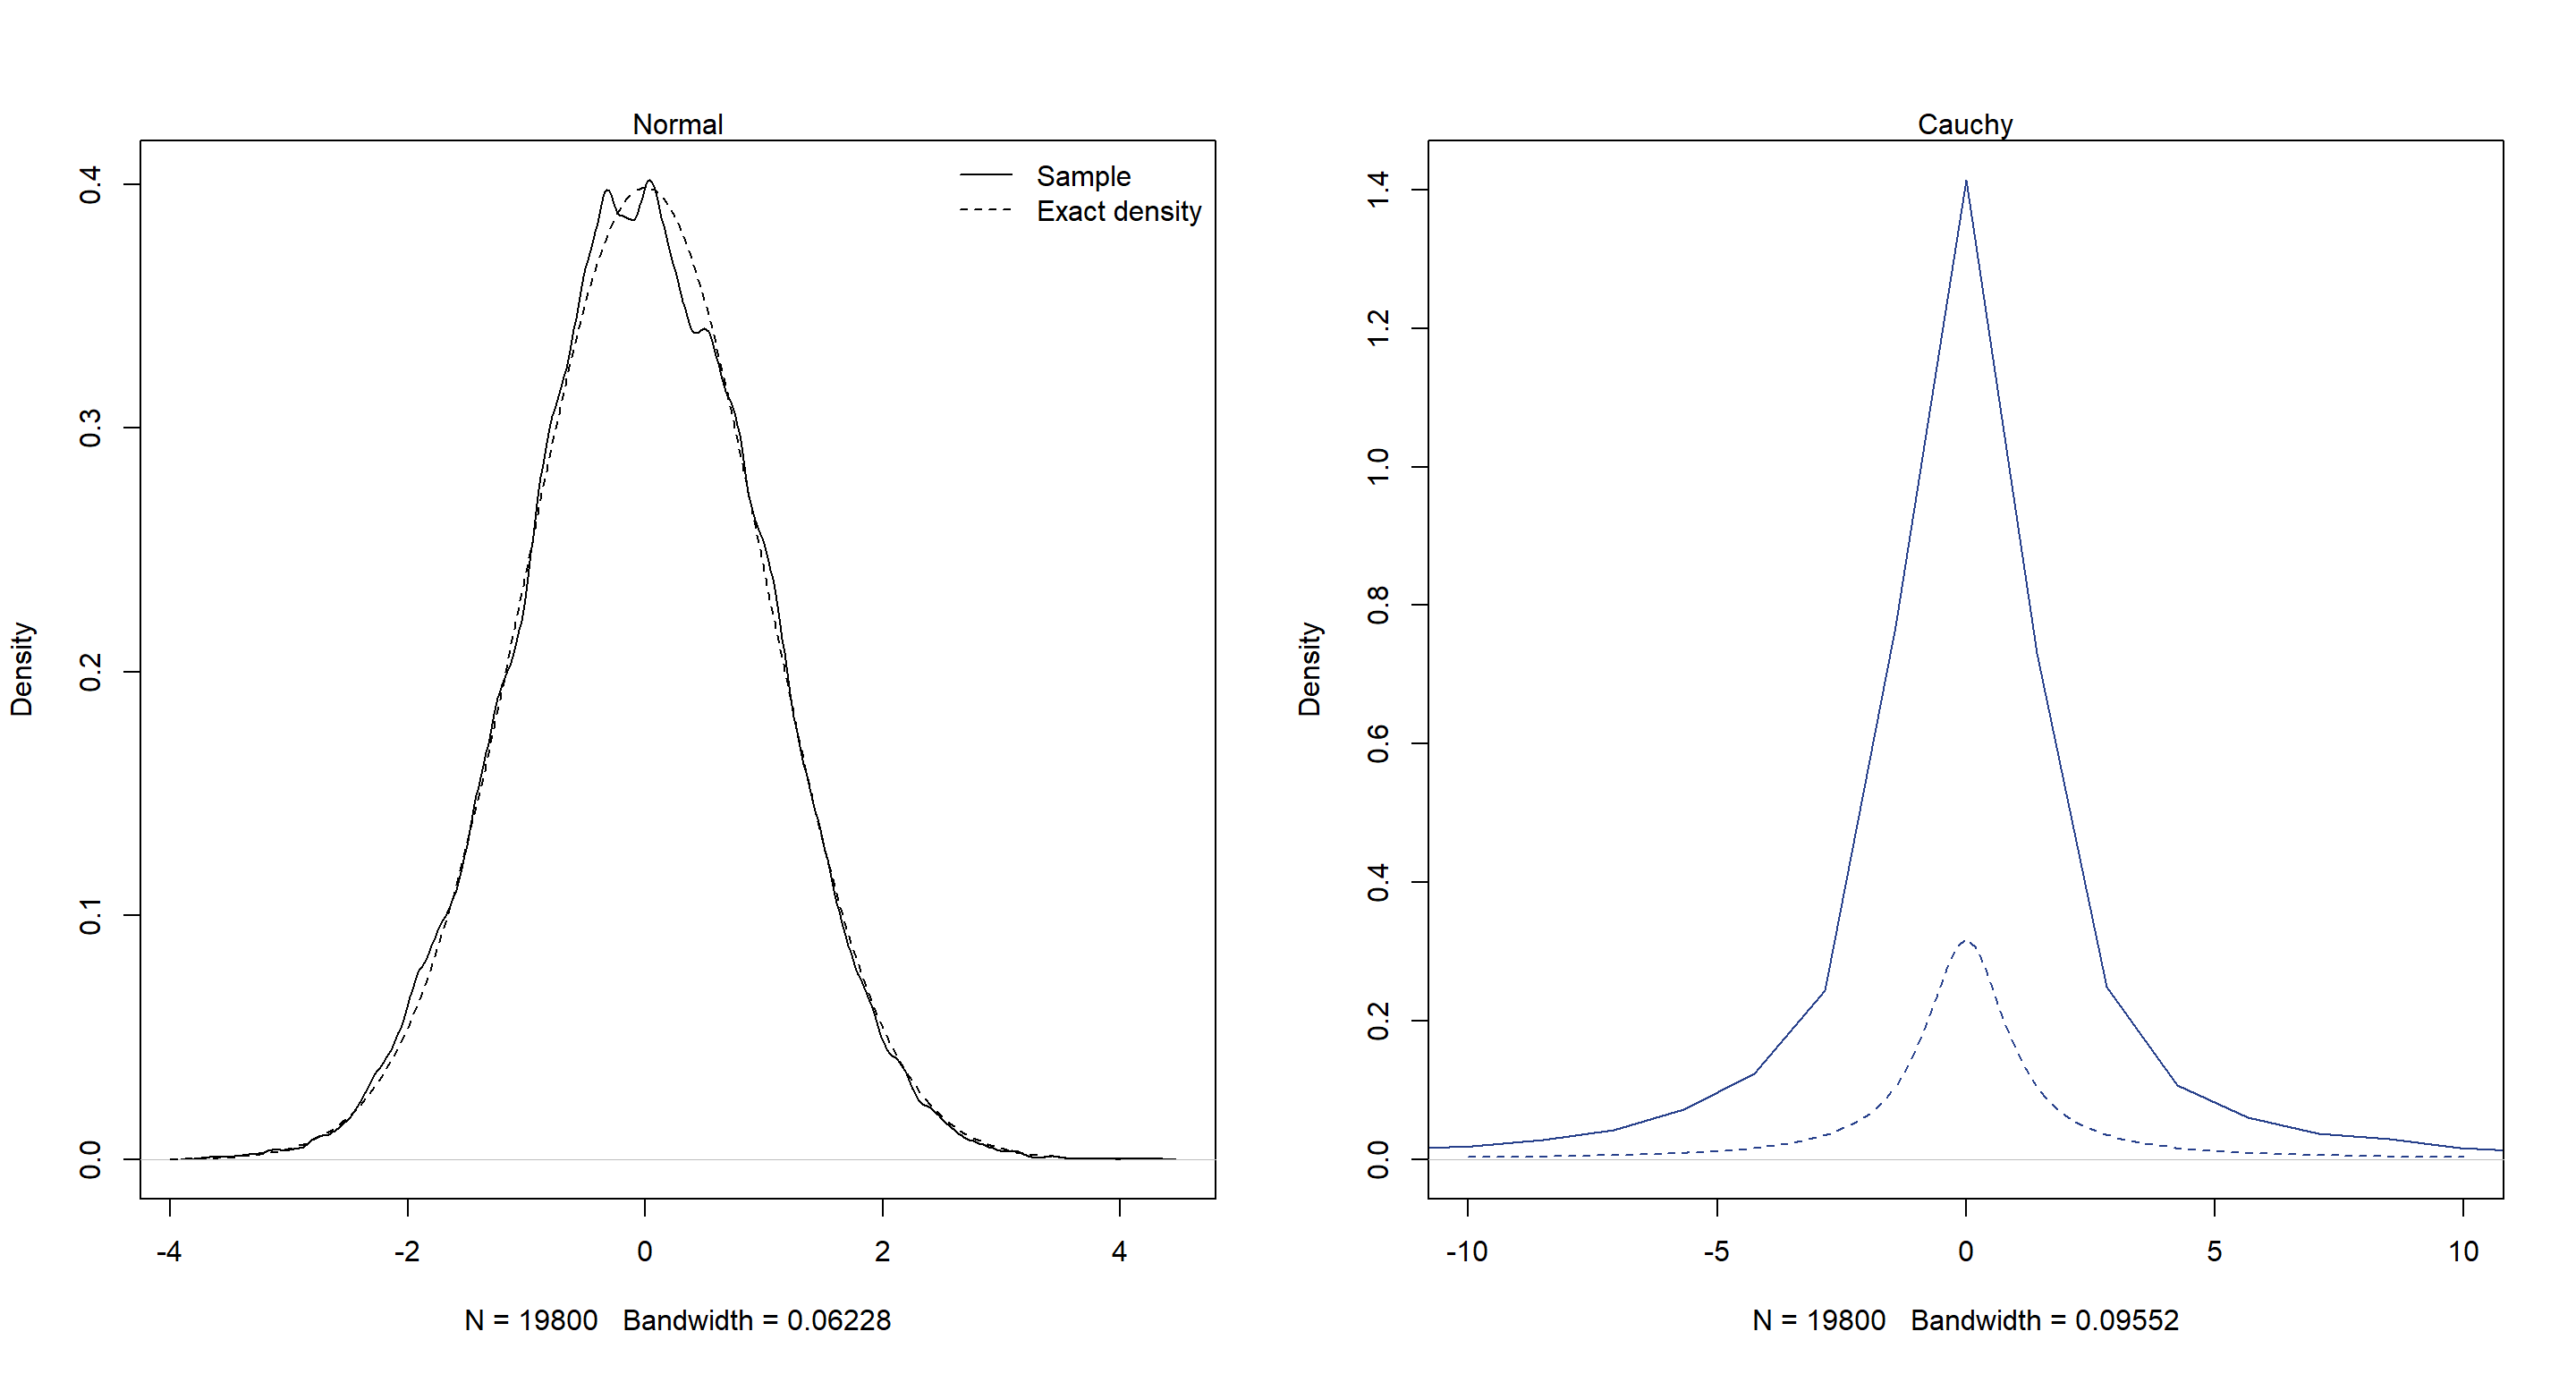 Normal
Sample
Exact density
Density
0.0
0.1
0.2
0.3
0.4
-4
-2
0
2
4
N = 19800 Bandwidth = 0.06228
Cauchy
Density
0.0
0.2
0.4
0.6
0.8
1.0
1.2
1.4
-10
-5
0
5
10
N = 19800 Bandwidth = 0.09552